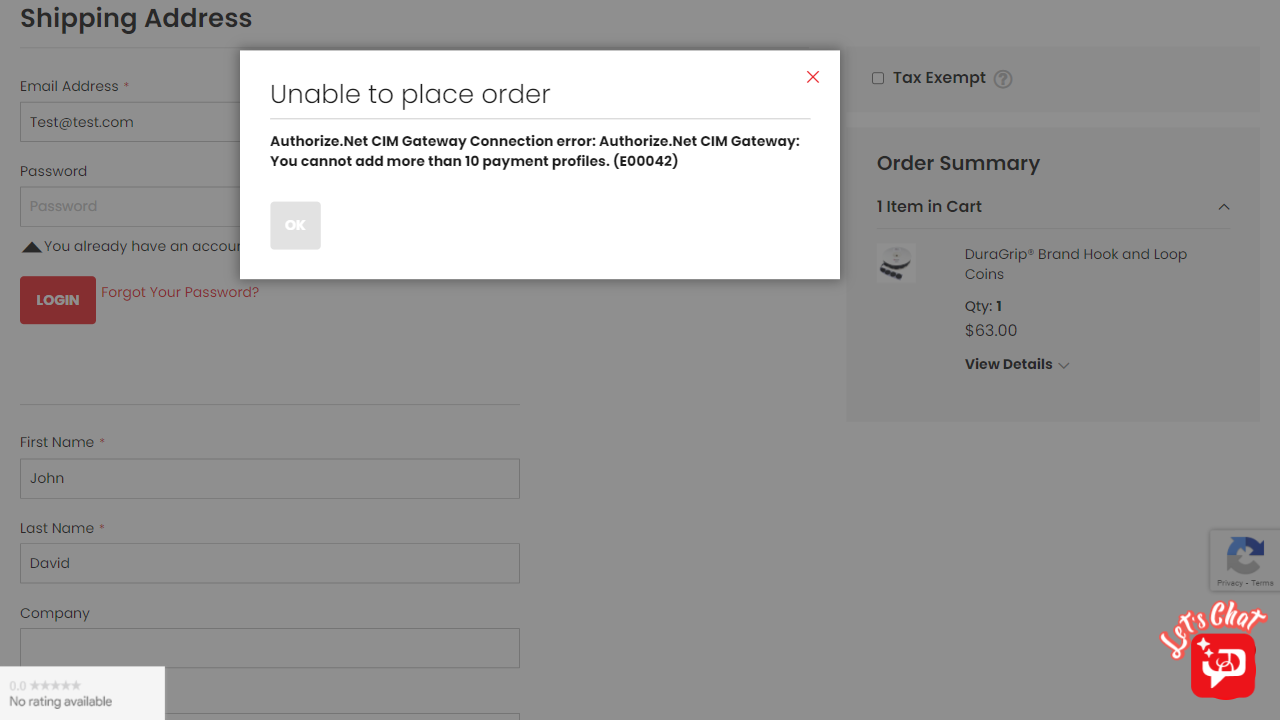 Shipping Address
Email Address *
Test@test.com
Password
Password
You already have an accoun
LOGIN
Forgot Your Password?
First Name *
John
Last Name *
David
Company
0.0 ★★★★★
No rating available
Unable to place order
Authorize.Net CIM Gateway Connection error: Authorize.Net CIM Gateway:
You cannot add more than 10 payment profiles. (E00042)
OK
Tax Exempt ?
Order Summary
1 Item in Cart
DuraGrip® Brand Hook and Loop
Coins
Qty: 1
$63.00
View Details
Privacy - Terms
Let's Chat